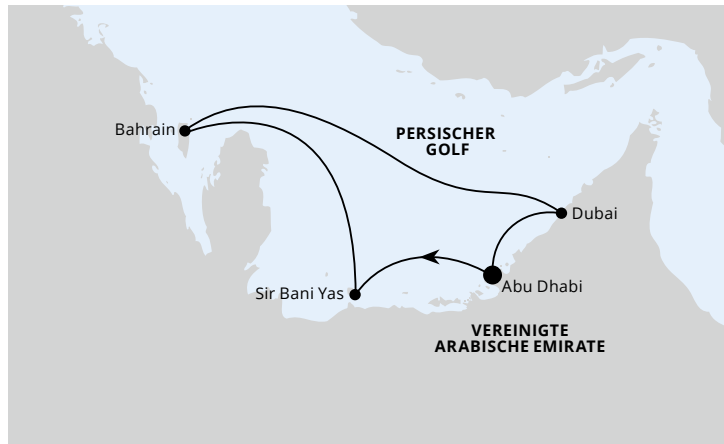 Bahrain
PERSISCHER
GOLF
Dubai
Abu Dhabi
Sir Bani Yas
VEREINIGTE
ARABISCHE EMIRATE